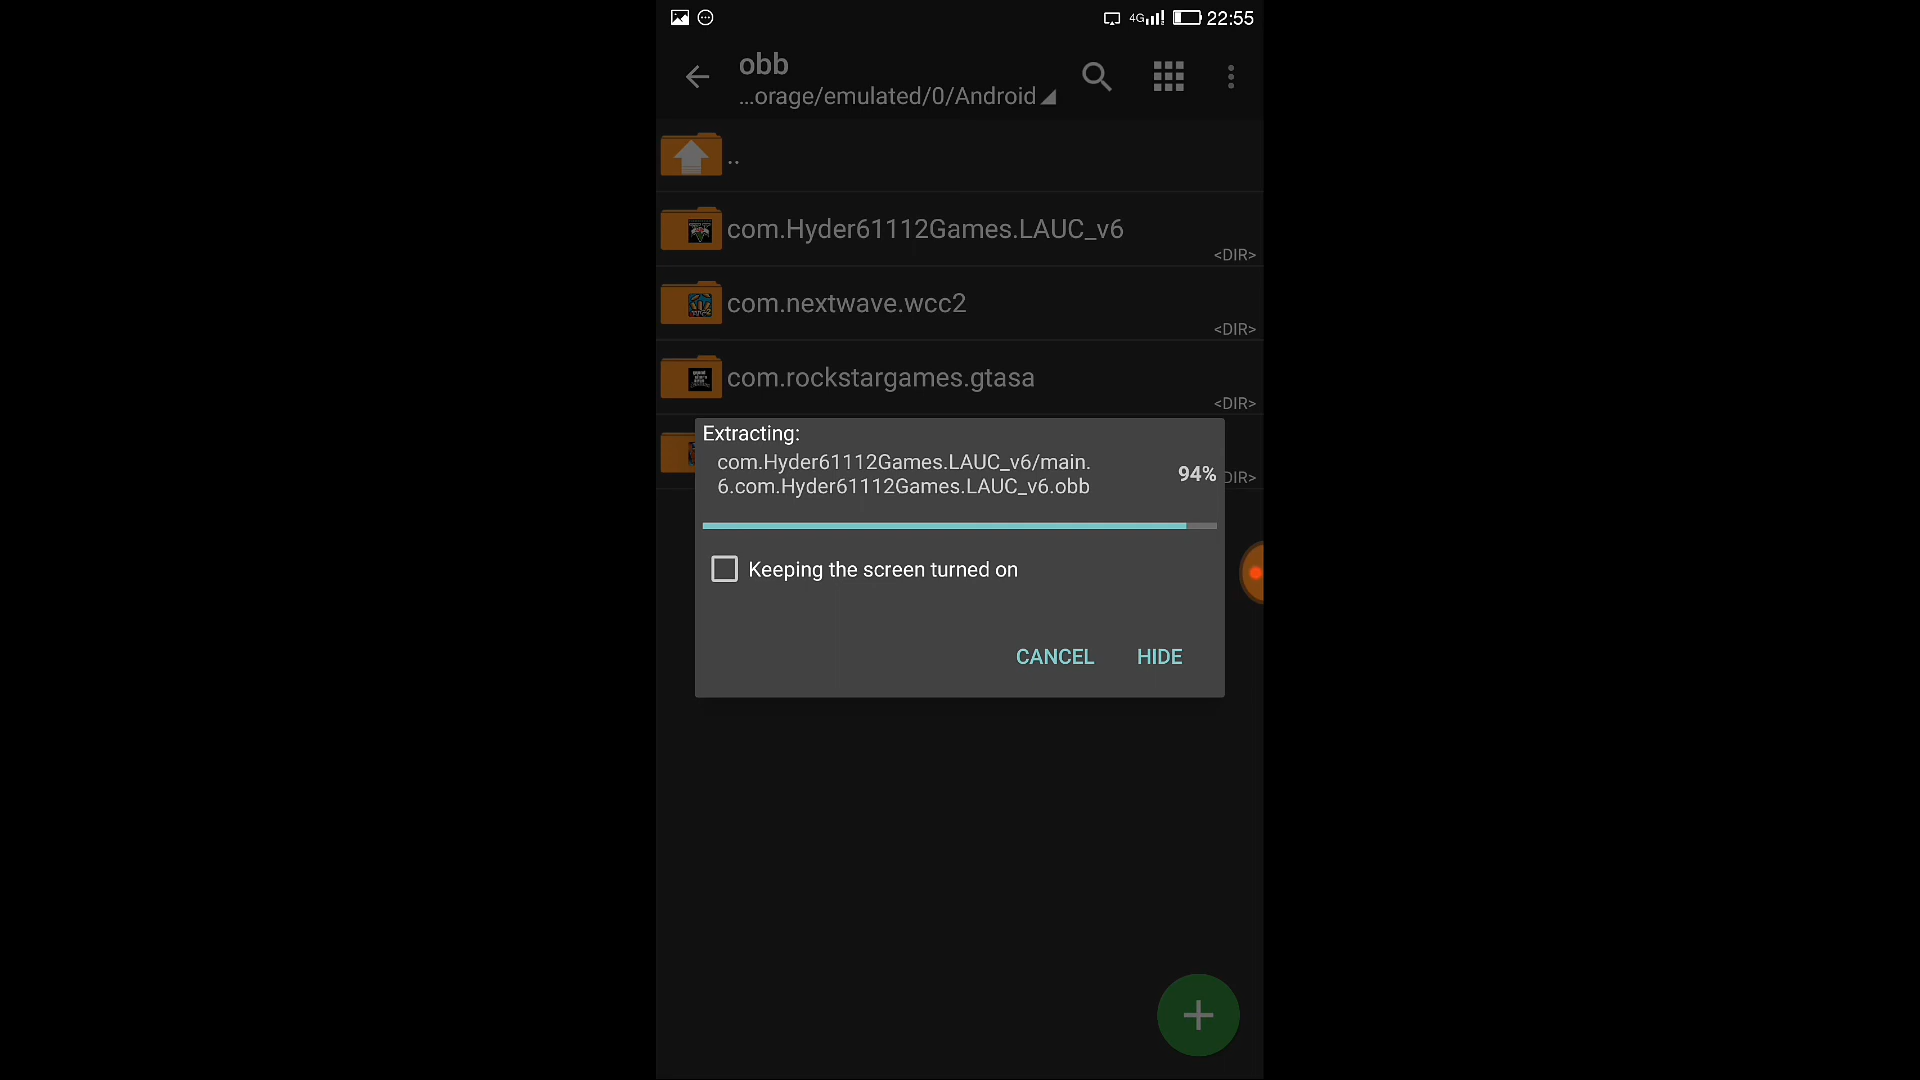 4G 22:55
obb
...orage/emulated/0/Android
..
com.Hyder61112Games.LAUC_v6
<DIR>
com.nextwave.wcc2
<DIR>
com.rockstargames.gtasa
<DIR>
Extracting:
com.Hyder61112Games.LAUC_v6/main.
6.com.Hyder61112Games.LAUC_v6.obb
94%
DIR>
Keeping the screen turned on
CANCEL HIDE